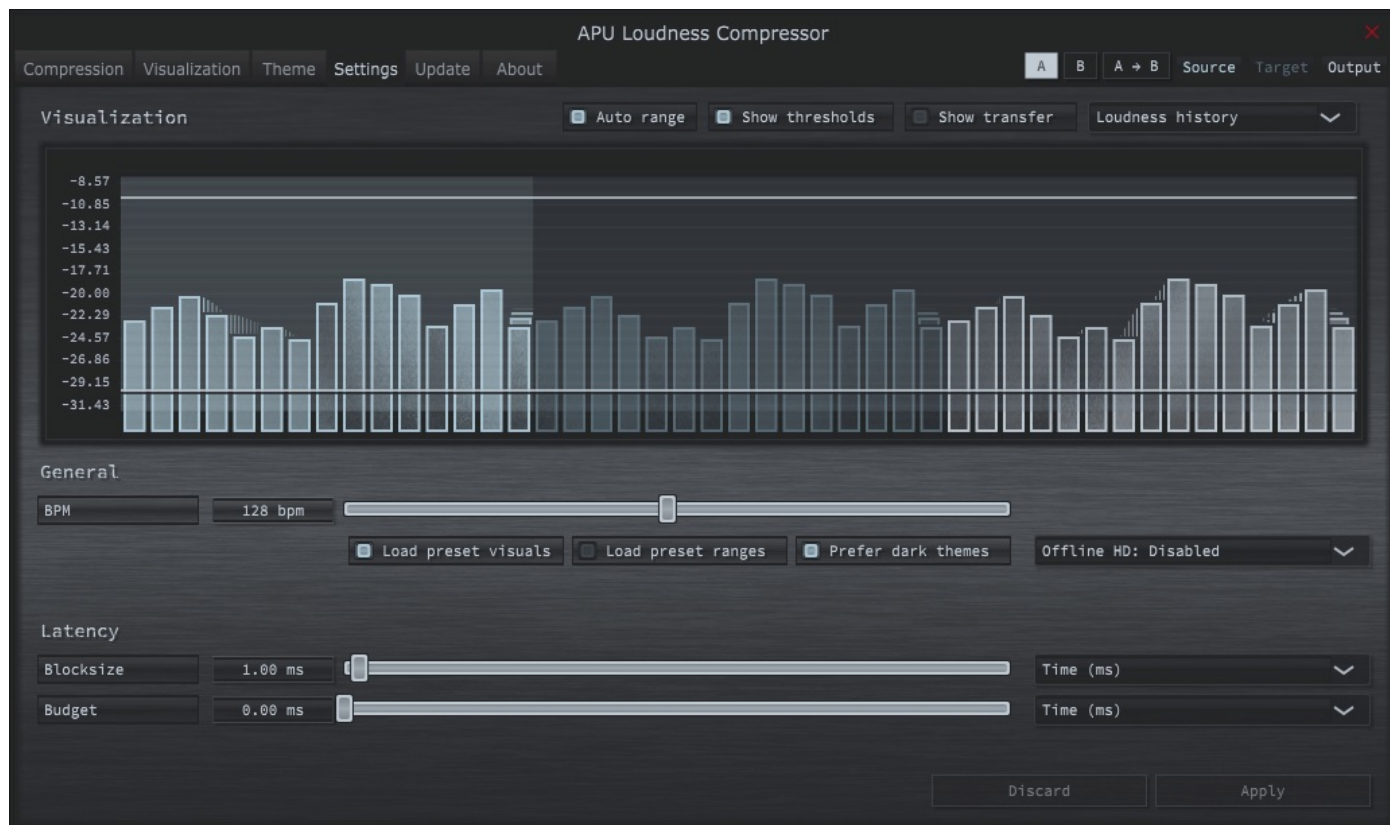 APU Loudness Compressor
Compression Visualization Theme Settings Update About A B A → B Source Target Output
Visualization Auto range Show thresholds Show transfer Loudness history
-8.57
-10.85
-13.14
-15.43
-17.71
-20.00
-22.29
-24.57
-26.86
-29.15
-31.43
General
BPM 128 bpm
Load preset visuals Load preset ranges Prefer dark themes Offline HD: Disabled
Latency
Blocksize 1.00 ms Time (ms)
Budget 0.00 ms Time (ms)
Discard Apply